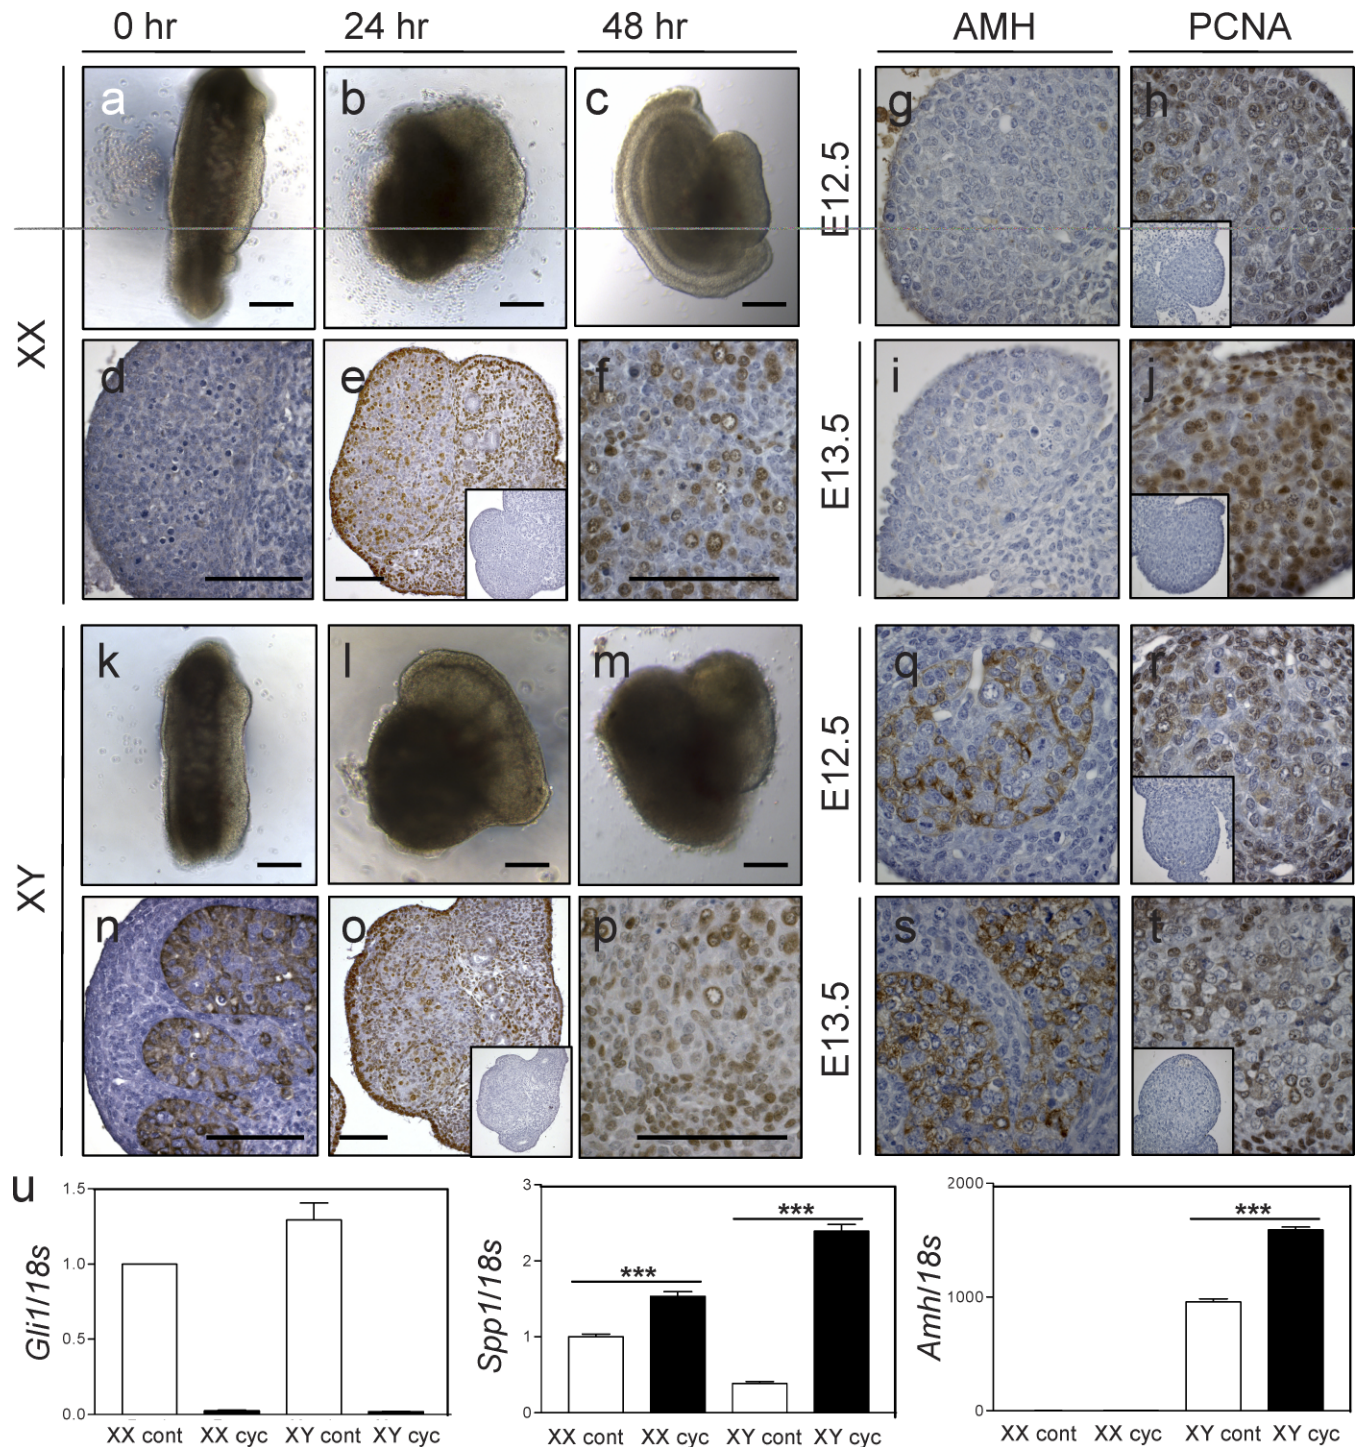 0 hr 24 hr 48 hr AMH PCNA
a b c g h
E12.5
XX
d e f i j
E13.5
k l m q r
E12.5
XY
n o p s t
E13.5
u
Gli1/18s
1.5
1.0
0.5
0.0
XX cont XX cyc XY cont XY cyc
Spp1/18s
3
2
1
0
***
***
XX cont XX cyc XY cont XY cyc
Amh/18s
2000
1000
0
***
XX cont XX cyc XY cont XY cyc